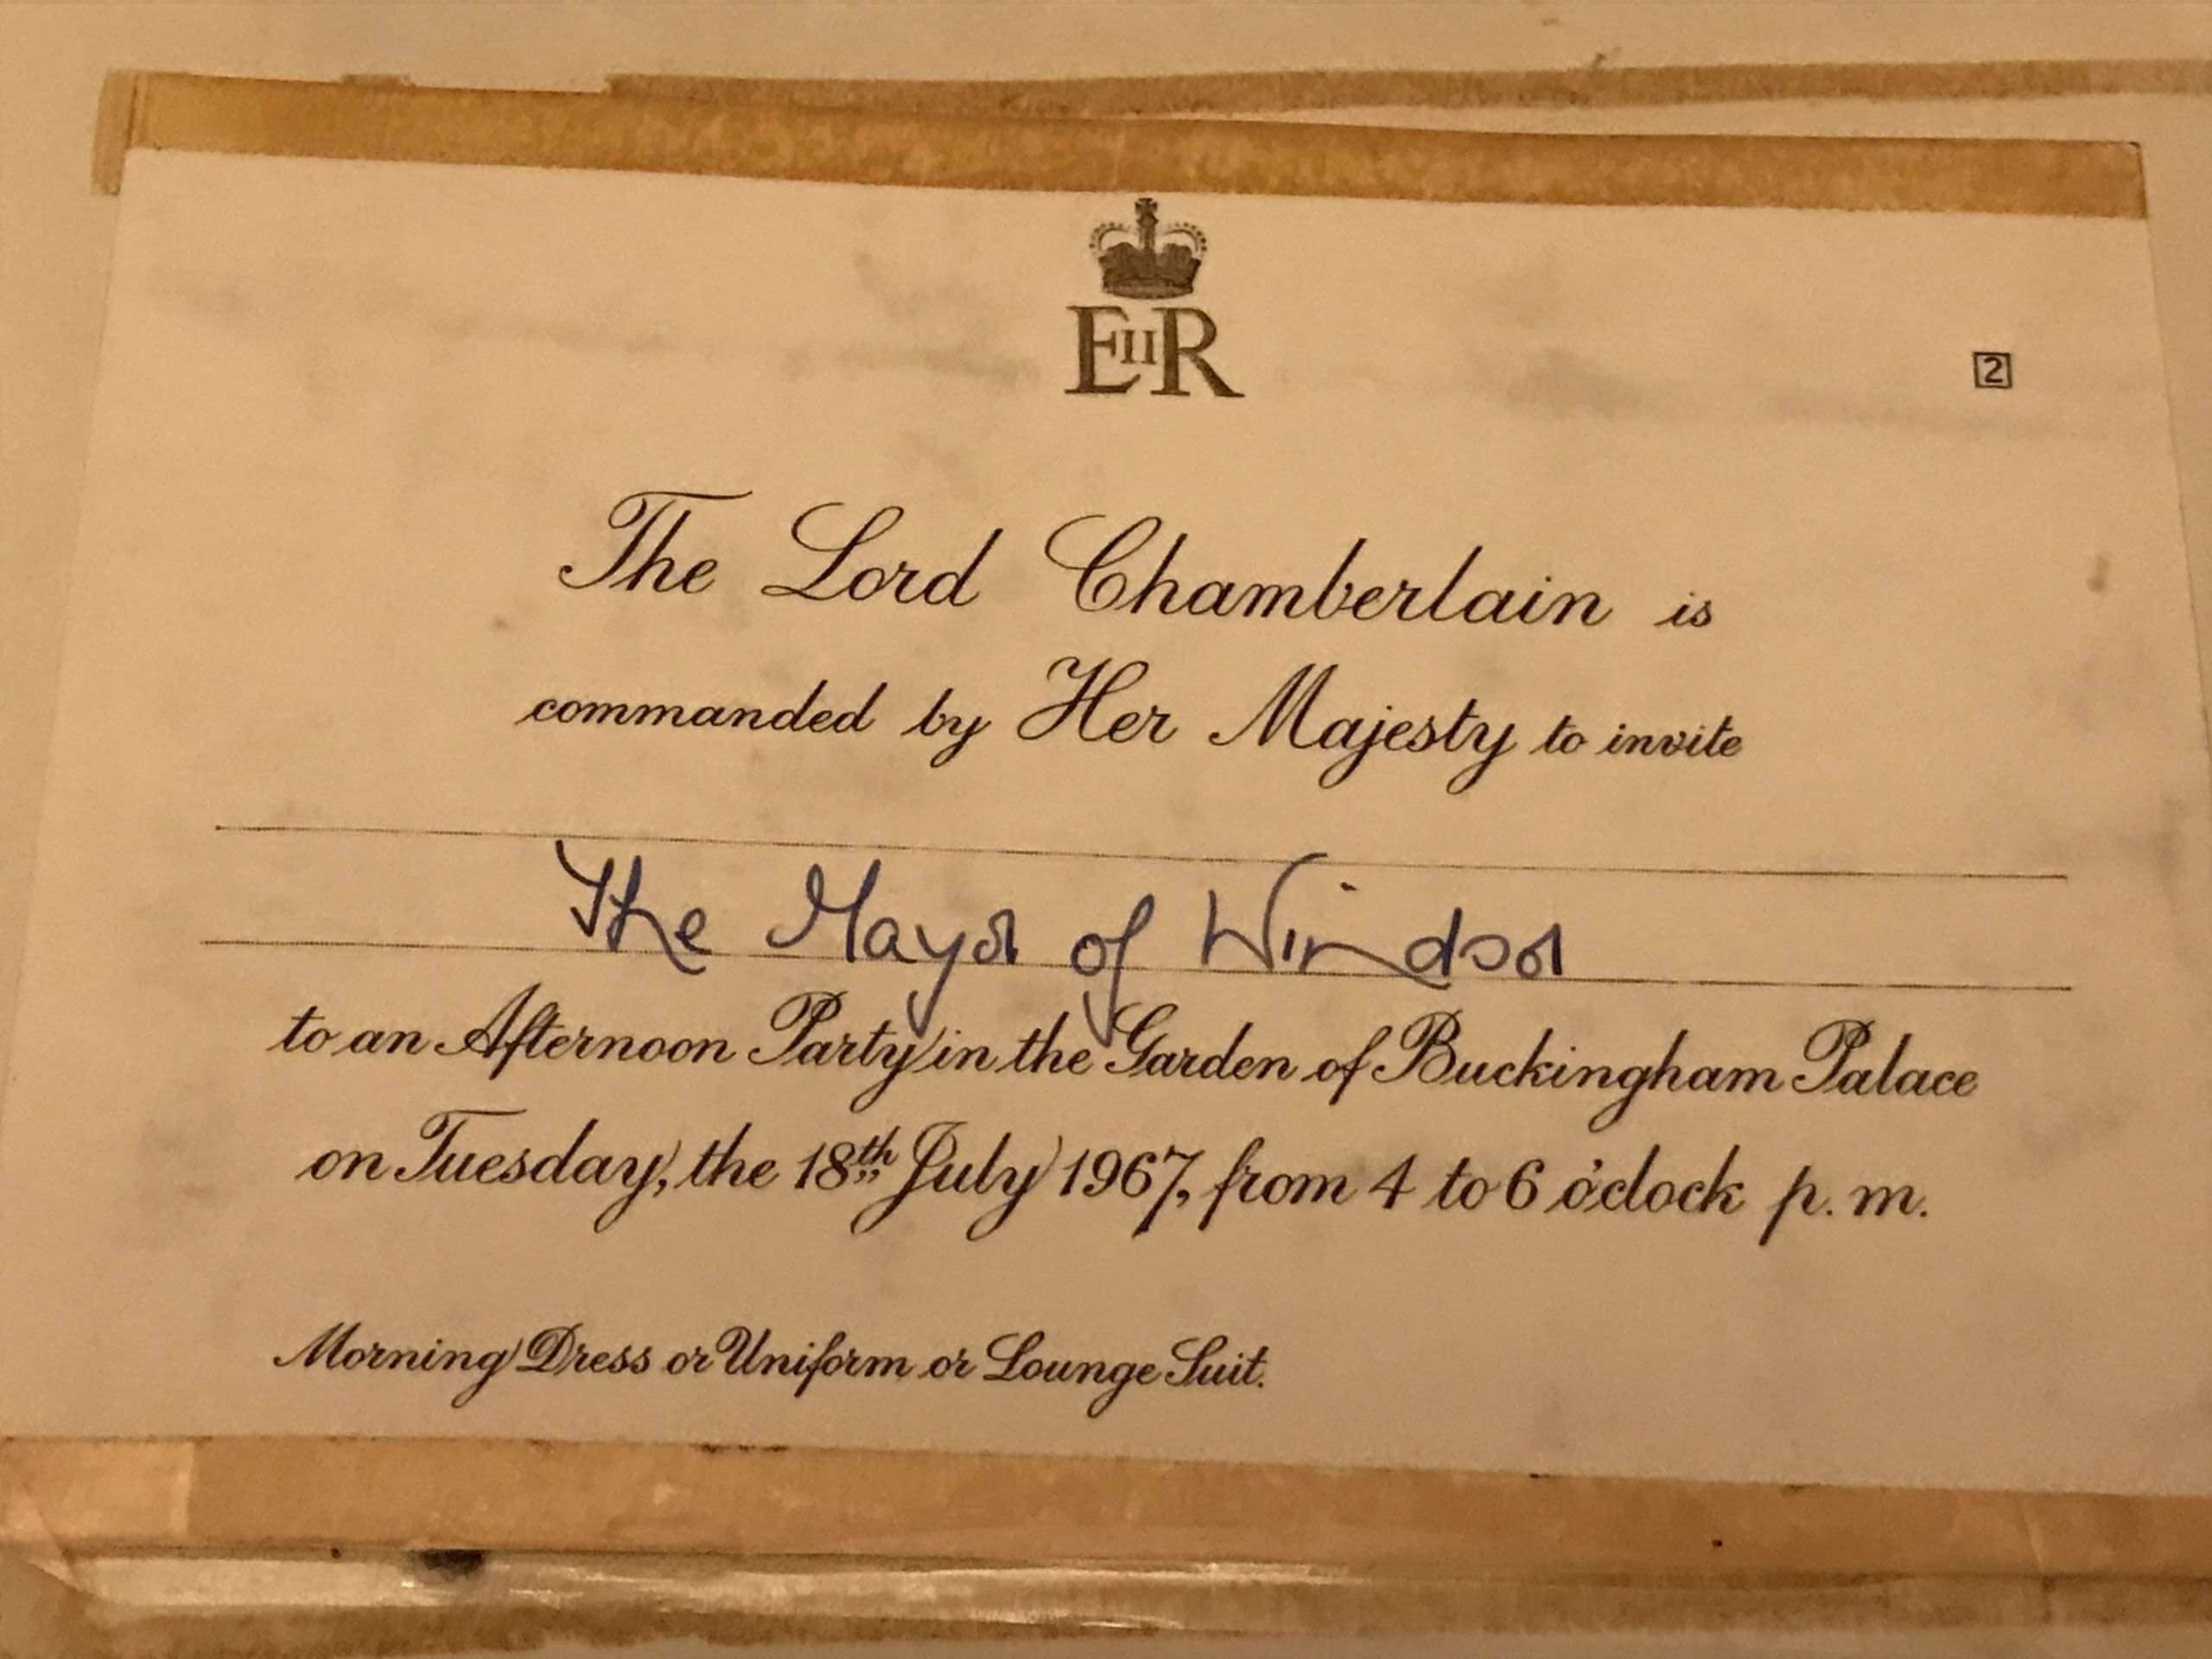 EIIR
2
The Lord Chamberlain is
commanded by Her Majesty to invite
The Mayor of Windsor
to an Afternoon Party in the Garden of Buckingham Palace
on Tuesday, the 18th July 1967, from 4 to 6 o'clock p. m.
Morning Dress or Uniform or Lounge Suit.